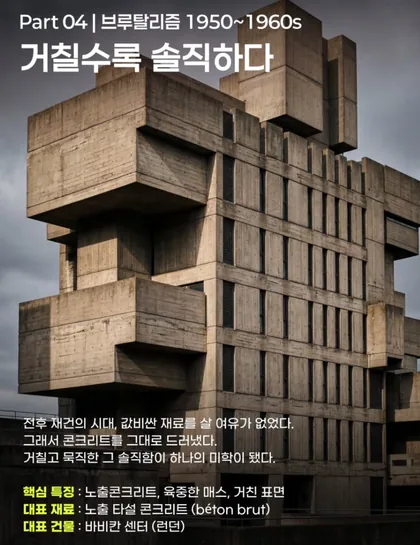 Part 04 | 브루탈리즘 1950~1960s
거칠수록 솔직하다
전후 재건의 시대, 값비싼 재료를 살 여유가 없었다.
그래서 콘크리트를 그대로 드러냈다.
거칠고 묵직한 그 솔직함이 하나의 미학이 됐다.
핵심 특징 : 노출콘크리트, 육중한 매스, 거친 표면
대표 재료 : 노출 타설 콘크리트 (béton brut)
대표 건물 : 바비칸 센터 (런던)